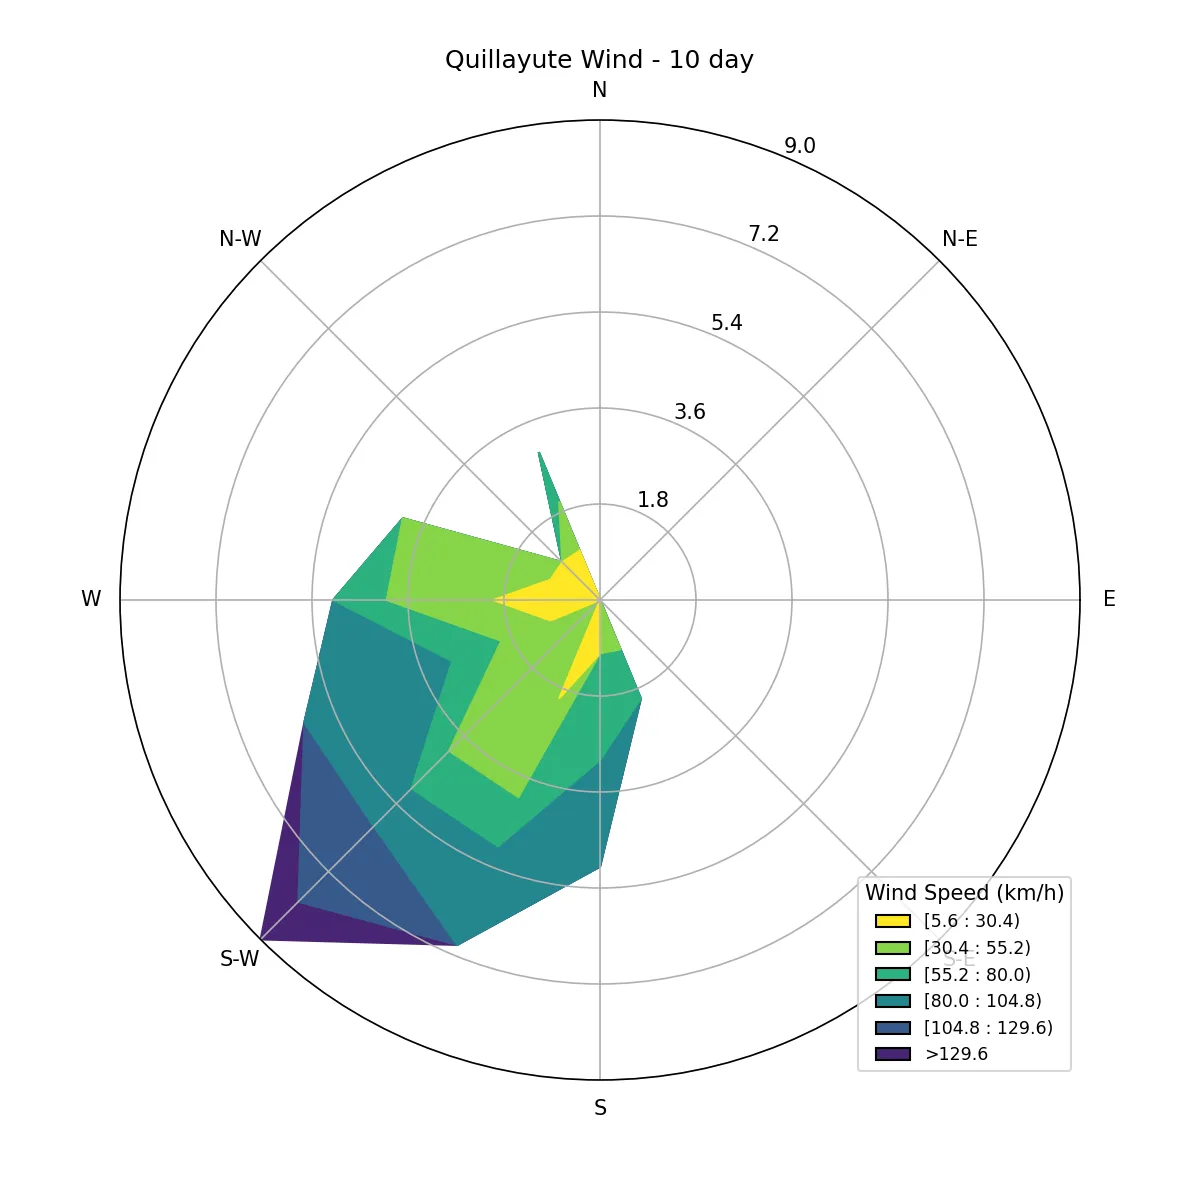 Quillayute Wind - 10 day
N
9.0
N-W
7.2
N-E
5.4
3.6
1.8
W
E
S-W
S-E
S
Wind Speed (km/h)
[5.6 : 30.4)
[30.4 : 55.2)
[55.2 : 80.0)
[80.0 : 104.8)
[104.8 : 129.6)
>129.6